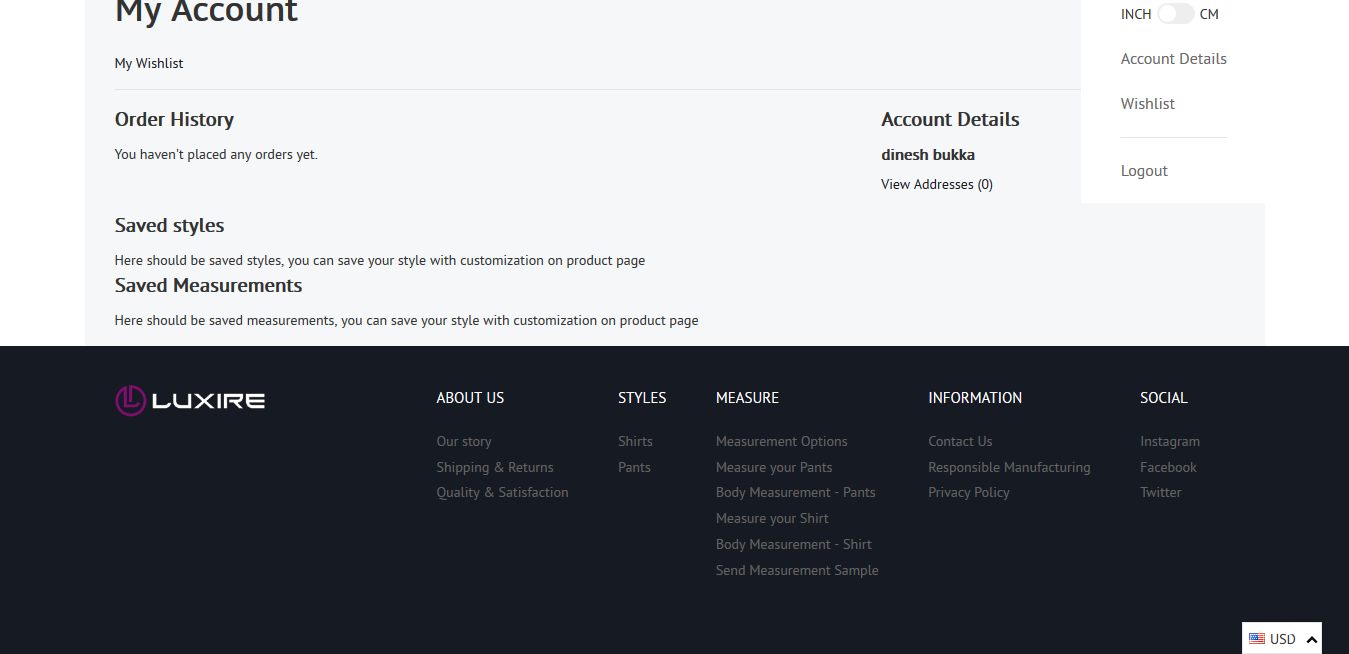 My Account
My Wishlist
Order History
You haven't placed any orders yet.
Account Details
dinesh bukka
View Addresses (0)
INCH CM
Account Details
Wishlist
Logout
Saved styles
Here should be saved styles, you can save your style with customization on product page
Saved Measurements
Here should be saved measurements, you can save your style with customization on product page
LUXIRE
ABOUT US
Our story
Shipping & Returns
Quality & Satisfaction
STYLES
Shirts
Pants
MEASURE
Measurement Options
Measure your Pants
Body Measurement - Pants
Measure your Shirt
Body Measurement - Shirt
Send Measurement Sample
INFORMATION
Contact Us
Responsible Manufacturing
Privacy Policy
SOCIAL
Instagram
Facebook
Twitter
USD